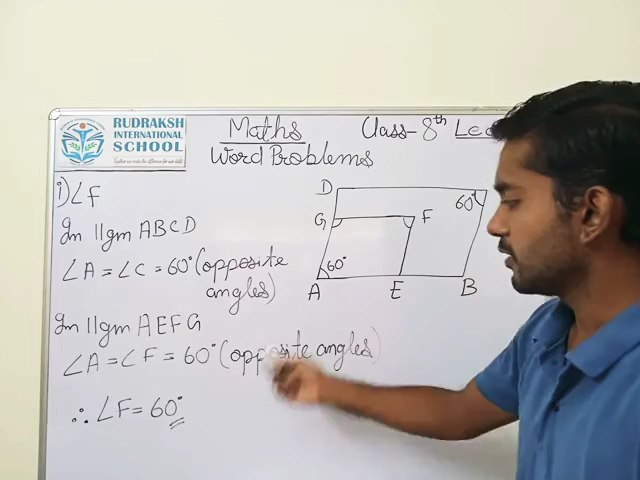 RUDRAKSH
INTERNATIONAL
SCHOOL
Maths
Class-8th Lec
Word Problems
i) ∠F
In ||gm ABCD
∠A = ∠C = 60° (opposite
angles)
In ||gm AEFG
∠A = ∠F = 60° (opposite angles)
∴ ∠F = 60°
D
60°
G
F
60°
A
E
B